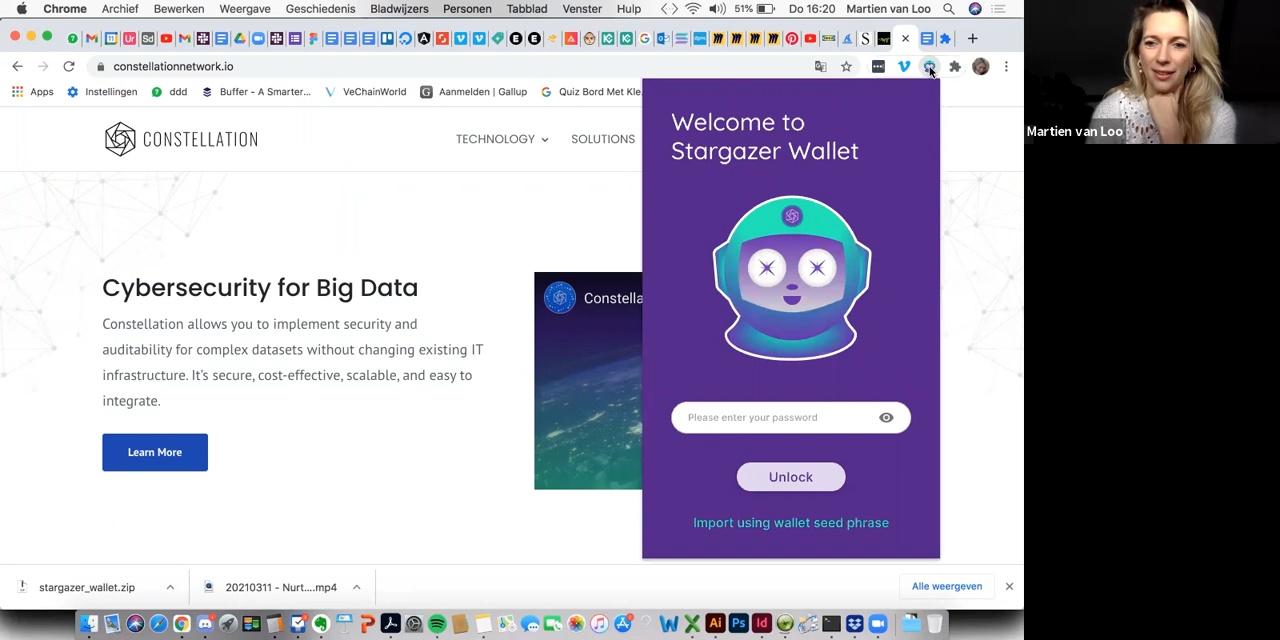 Chrome Archief Bewerken Weergave Geschiedenis Bladwijzers Personen Tabblad Venster Hulp 51% Do 16:20 Martien van Loo
constellationnetwork.io
Apps Instellingen ddd Buffer - A Smarter... VeChainWorld Aanmelden | Gallup Quiz Bord Met Kle...
CONSTELLATION
TECHNOLOGY SOLUTIONS
Cybersecurity for Big Data
Constellation allows you to implement security and
auditability for complex datasets without changing existing IT
infrastructure. It's secure, cost-effective, scalable, and easy to
integrate.
Learn More
Constella
Welcome to
Stargazer Wallet
Please enter your password
Unlock
Import using wallet seed phrase
stargazer_wallet.zip
20210311 - Nurt....mp4
Alle weergeven
Martien van Loo